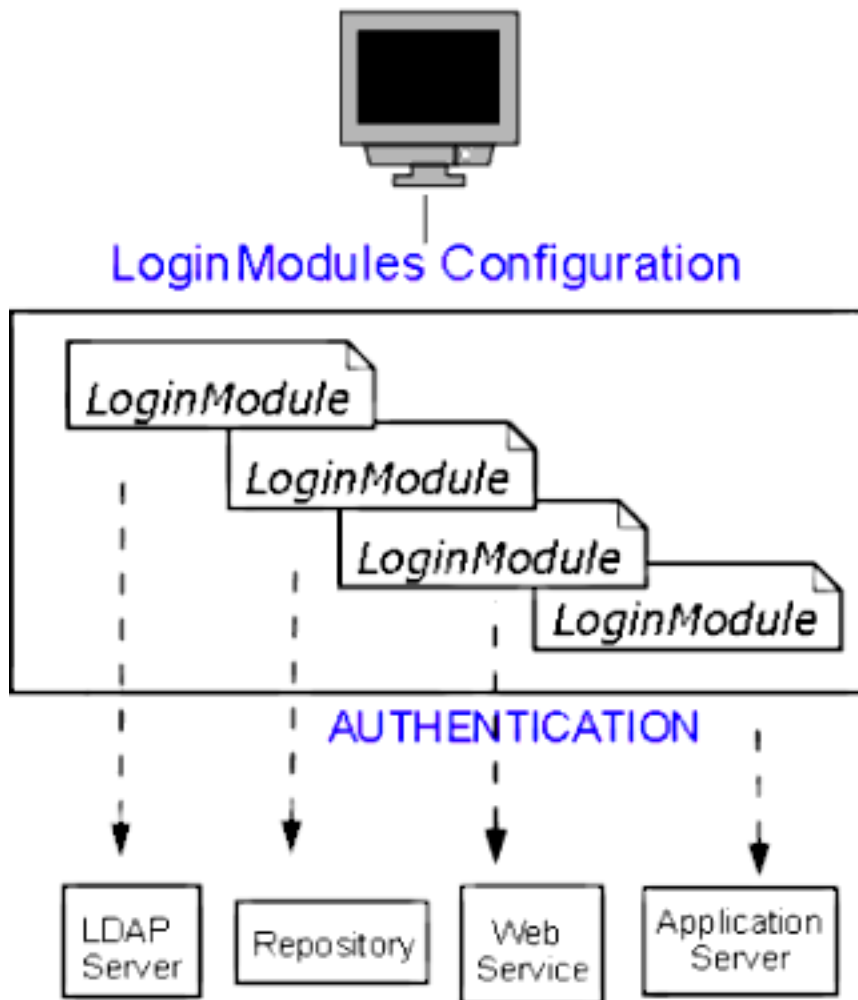 LoginModules Configuration
LoginModule
LoginModule
LoginModule
LoginModule
AUTHENTICATION
LDAP
Server
Repository
Web
Service
Application
Server